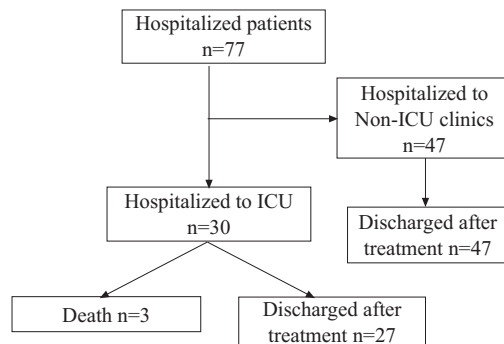 Hospitalized patients
n=77
Hospitalized to
Non-ICU clinics
n=47
Hospitalized to ICU
n=30
Discharged after
treatment n=47
Death n=3
Discharged after
treatment n=27